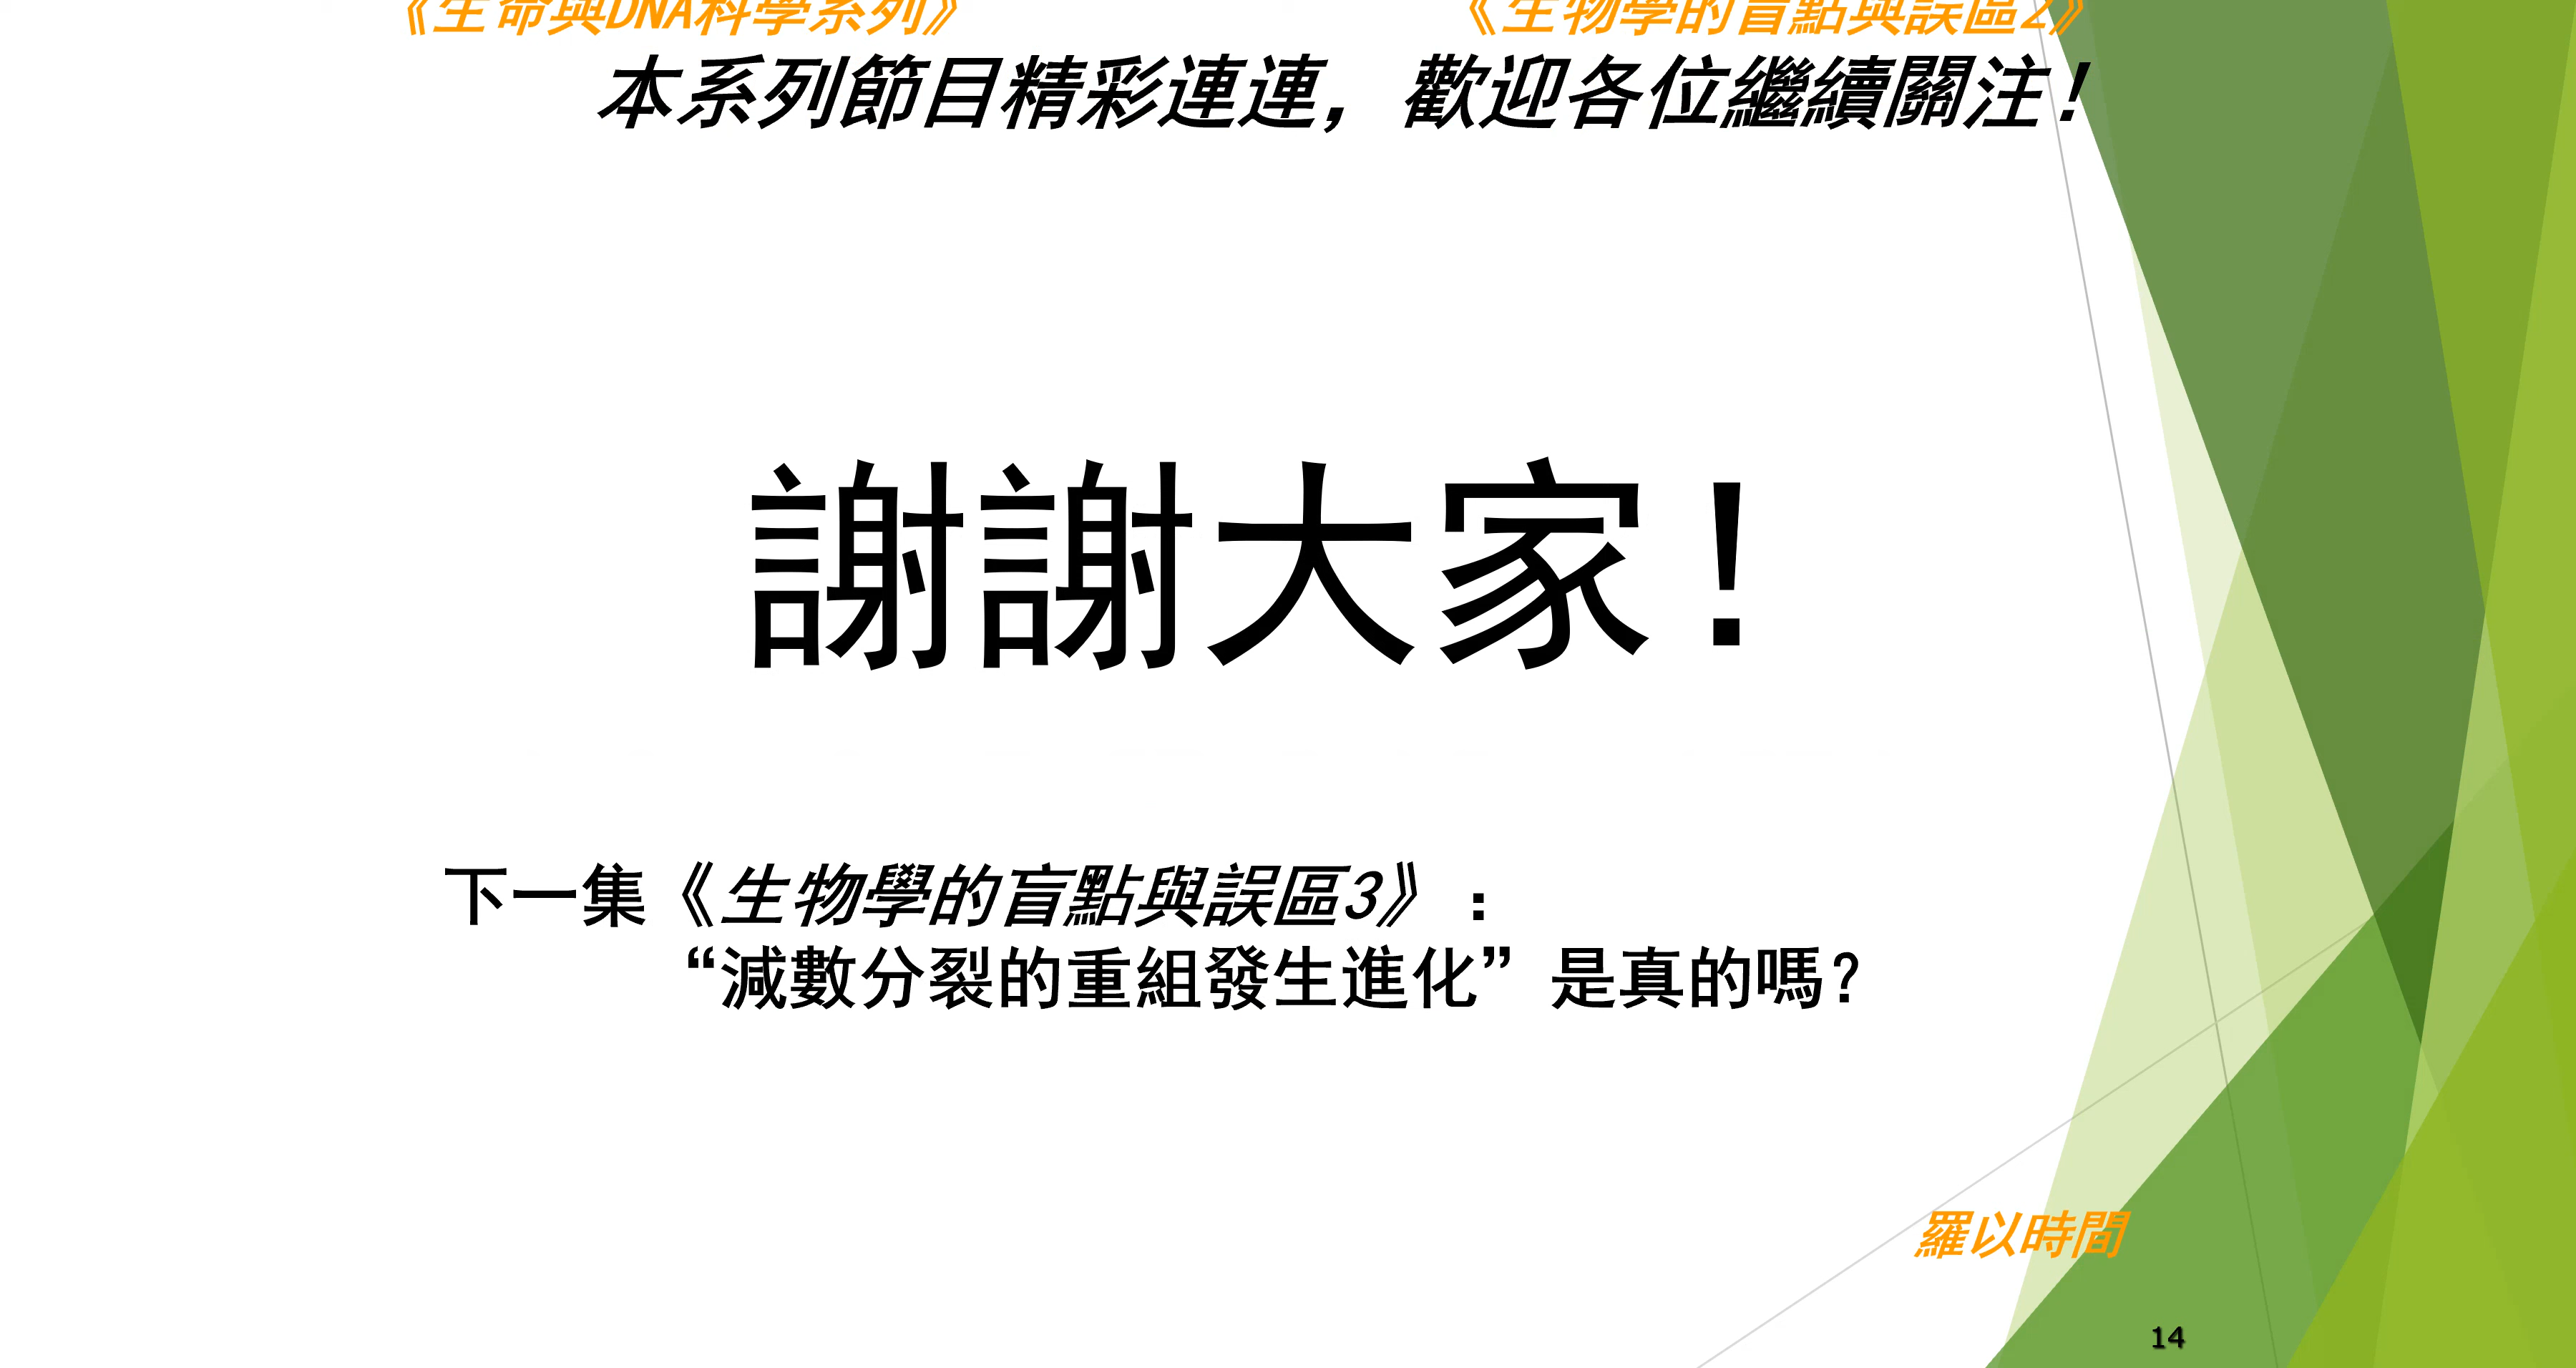 《生命與DNA科學系列》 《生物學的盲點與誤區2》
本系列節目精彩連連，歡迎各位繼續關注！
謝謝大家！
下一集《生物學的盲點與誤區3》：
“減數分裂的重組發生進化”是真的嗎？
羅以時間
14